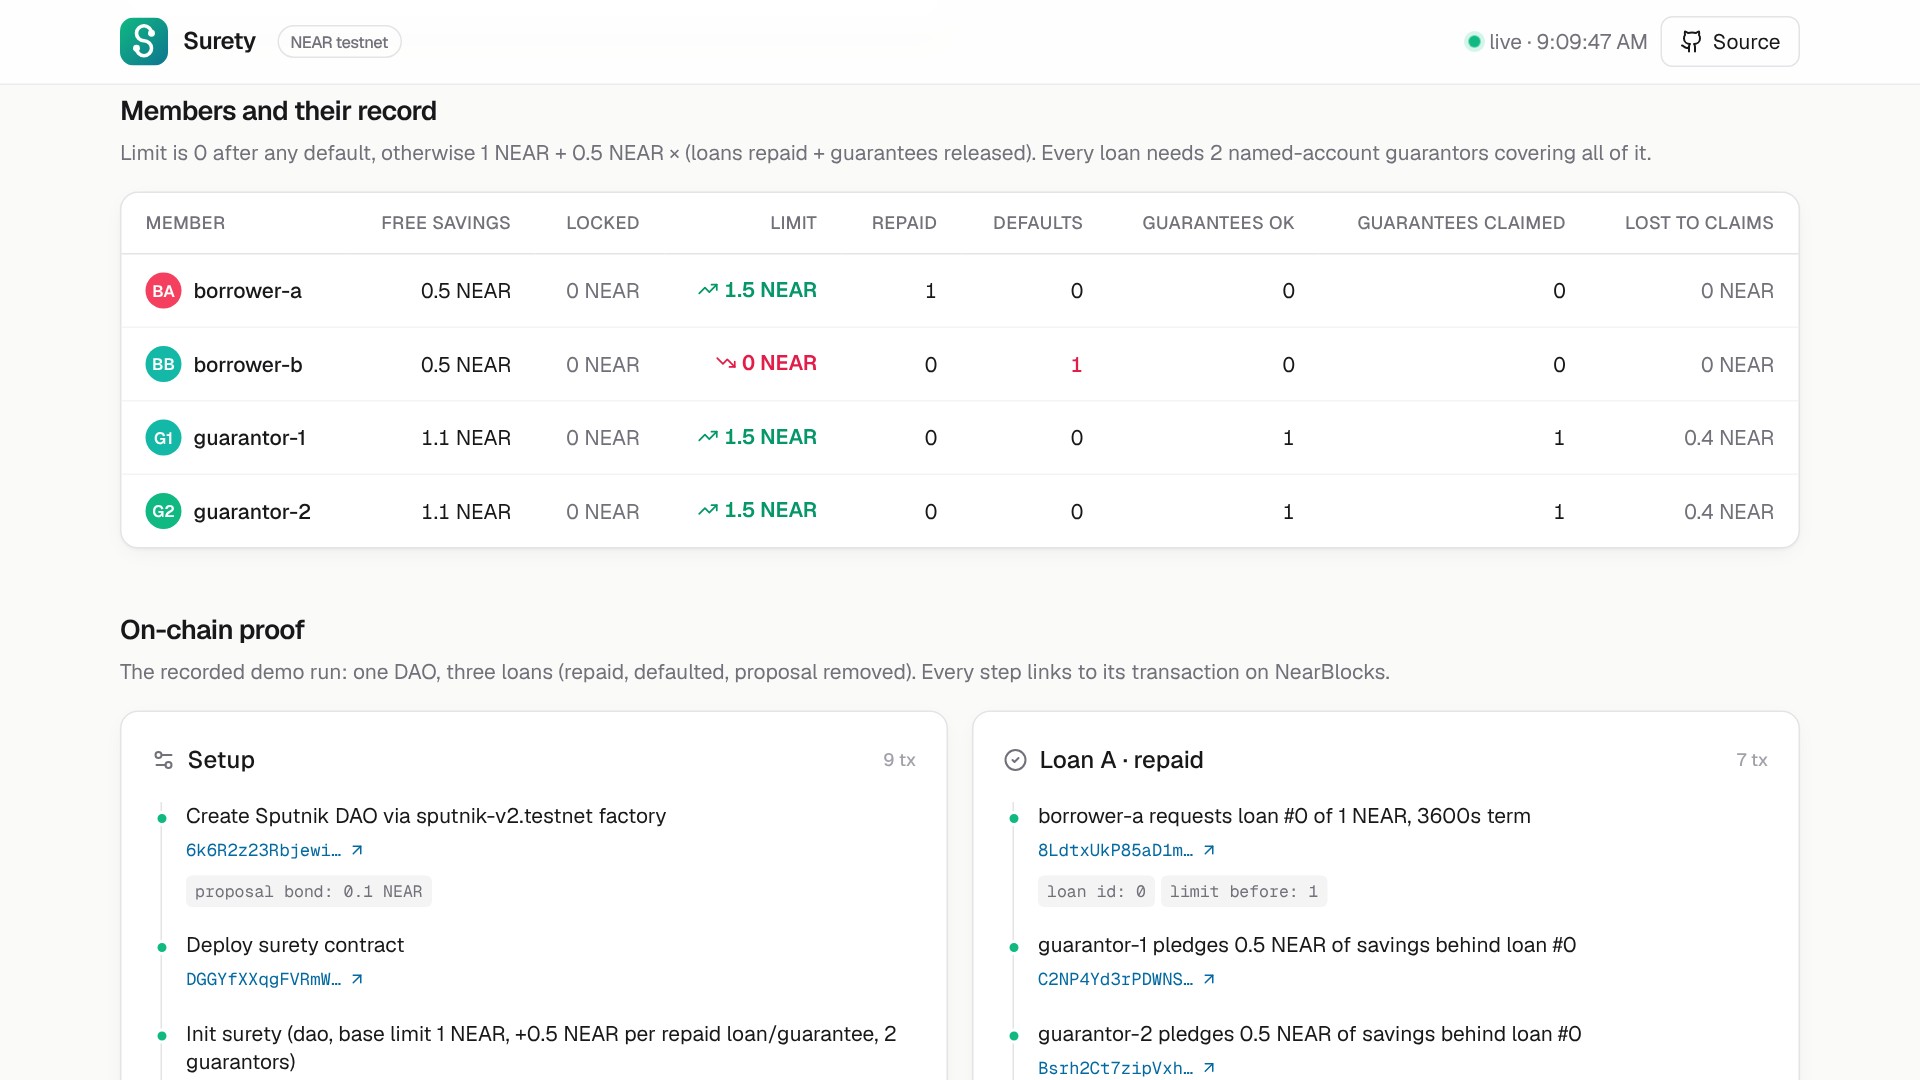 Surety
NEAR testnet
live · 9:09:47 AM
Source
Members and their record
Limit is 0 after any default, otherwise 1 NEAR + 0.5 NEAR × (loans repaid + guarantees released). Every loan needs 2 named-account guarantors covering all of it.
MEMBER FREE SAVINGS LOCKED LIMIT REPAID DEFAULTS GUARANTEES OK GUARANTEES CLAIMED LOST TO CLAIMS
BA borrower-a 0.5 NEAR 0 NEAR 1.5 NEAR 1 0 0 0 0 NEAR
BB borrower-b 0.5 NEAR 0 NEAR 0 NEAR 0 1 0 0 0 NEAR
G1 guarantor-1 1.1 NEAR 0 NEAR 1.5 NEAR 0 0 1 1 0.4 NEAR
G2 guarantor-2 1.1 NEAR 0 NEAR 1.5 NEAR 0 0 1 1 0.4 NEAR
On-chain proof
The recorded demo run: one DAO, three loans (repaid, defaulted, proposal removed). Every step links to its transaction on NearBlocks.
Setup 9 tx
Create Sputnik DAO via sputnik-v2.testnet factory
6k6R2z23Rbjewi…
proposal bond: 0.1 NEAR
Deploy surety contract
DGGYfXXqgFVRmW…
Init surety (dao, base limit 1 NEAR, +0.5 NEAR per repaid loan/guarantee, 2
guarantors)
Loan A · repaid 7 tx
borrower-a requests loan #0 of 1 NEAR, 3600s term
8LdtxUkP85aD1m…
loan id: 0 limit before: 1
guarantor-1 pledges 0.5 NEAR of savings behind loan #0
C2NP4Yd3rPDWNS…
guarantor-2 pledges 0.5 NEAR of savings behind loan #0
Bsrh2Ct7zipVxh…